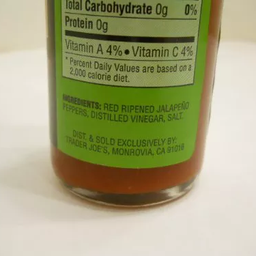 Total Carbohydrate 0g 0%
Protein 0g
Vitamin A 4% • Vitamin C 4%
* Percent Daily Values are based on a
2,000 calorie diet.
INGREDIENTS: RED RIPENED JALAPEÑO
PEPPERS, DISTILLED VINEGAR, SALT.
DIST. & SOLD EXCLUSIVELY BY:
TRADER JOE'S, MONROVIA, CA 91016